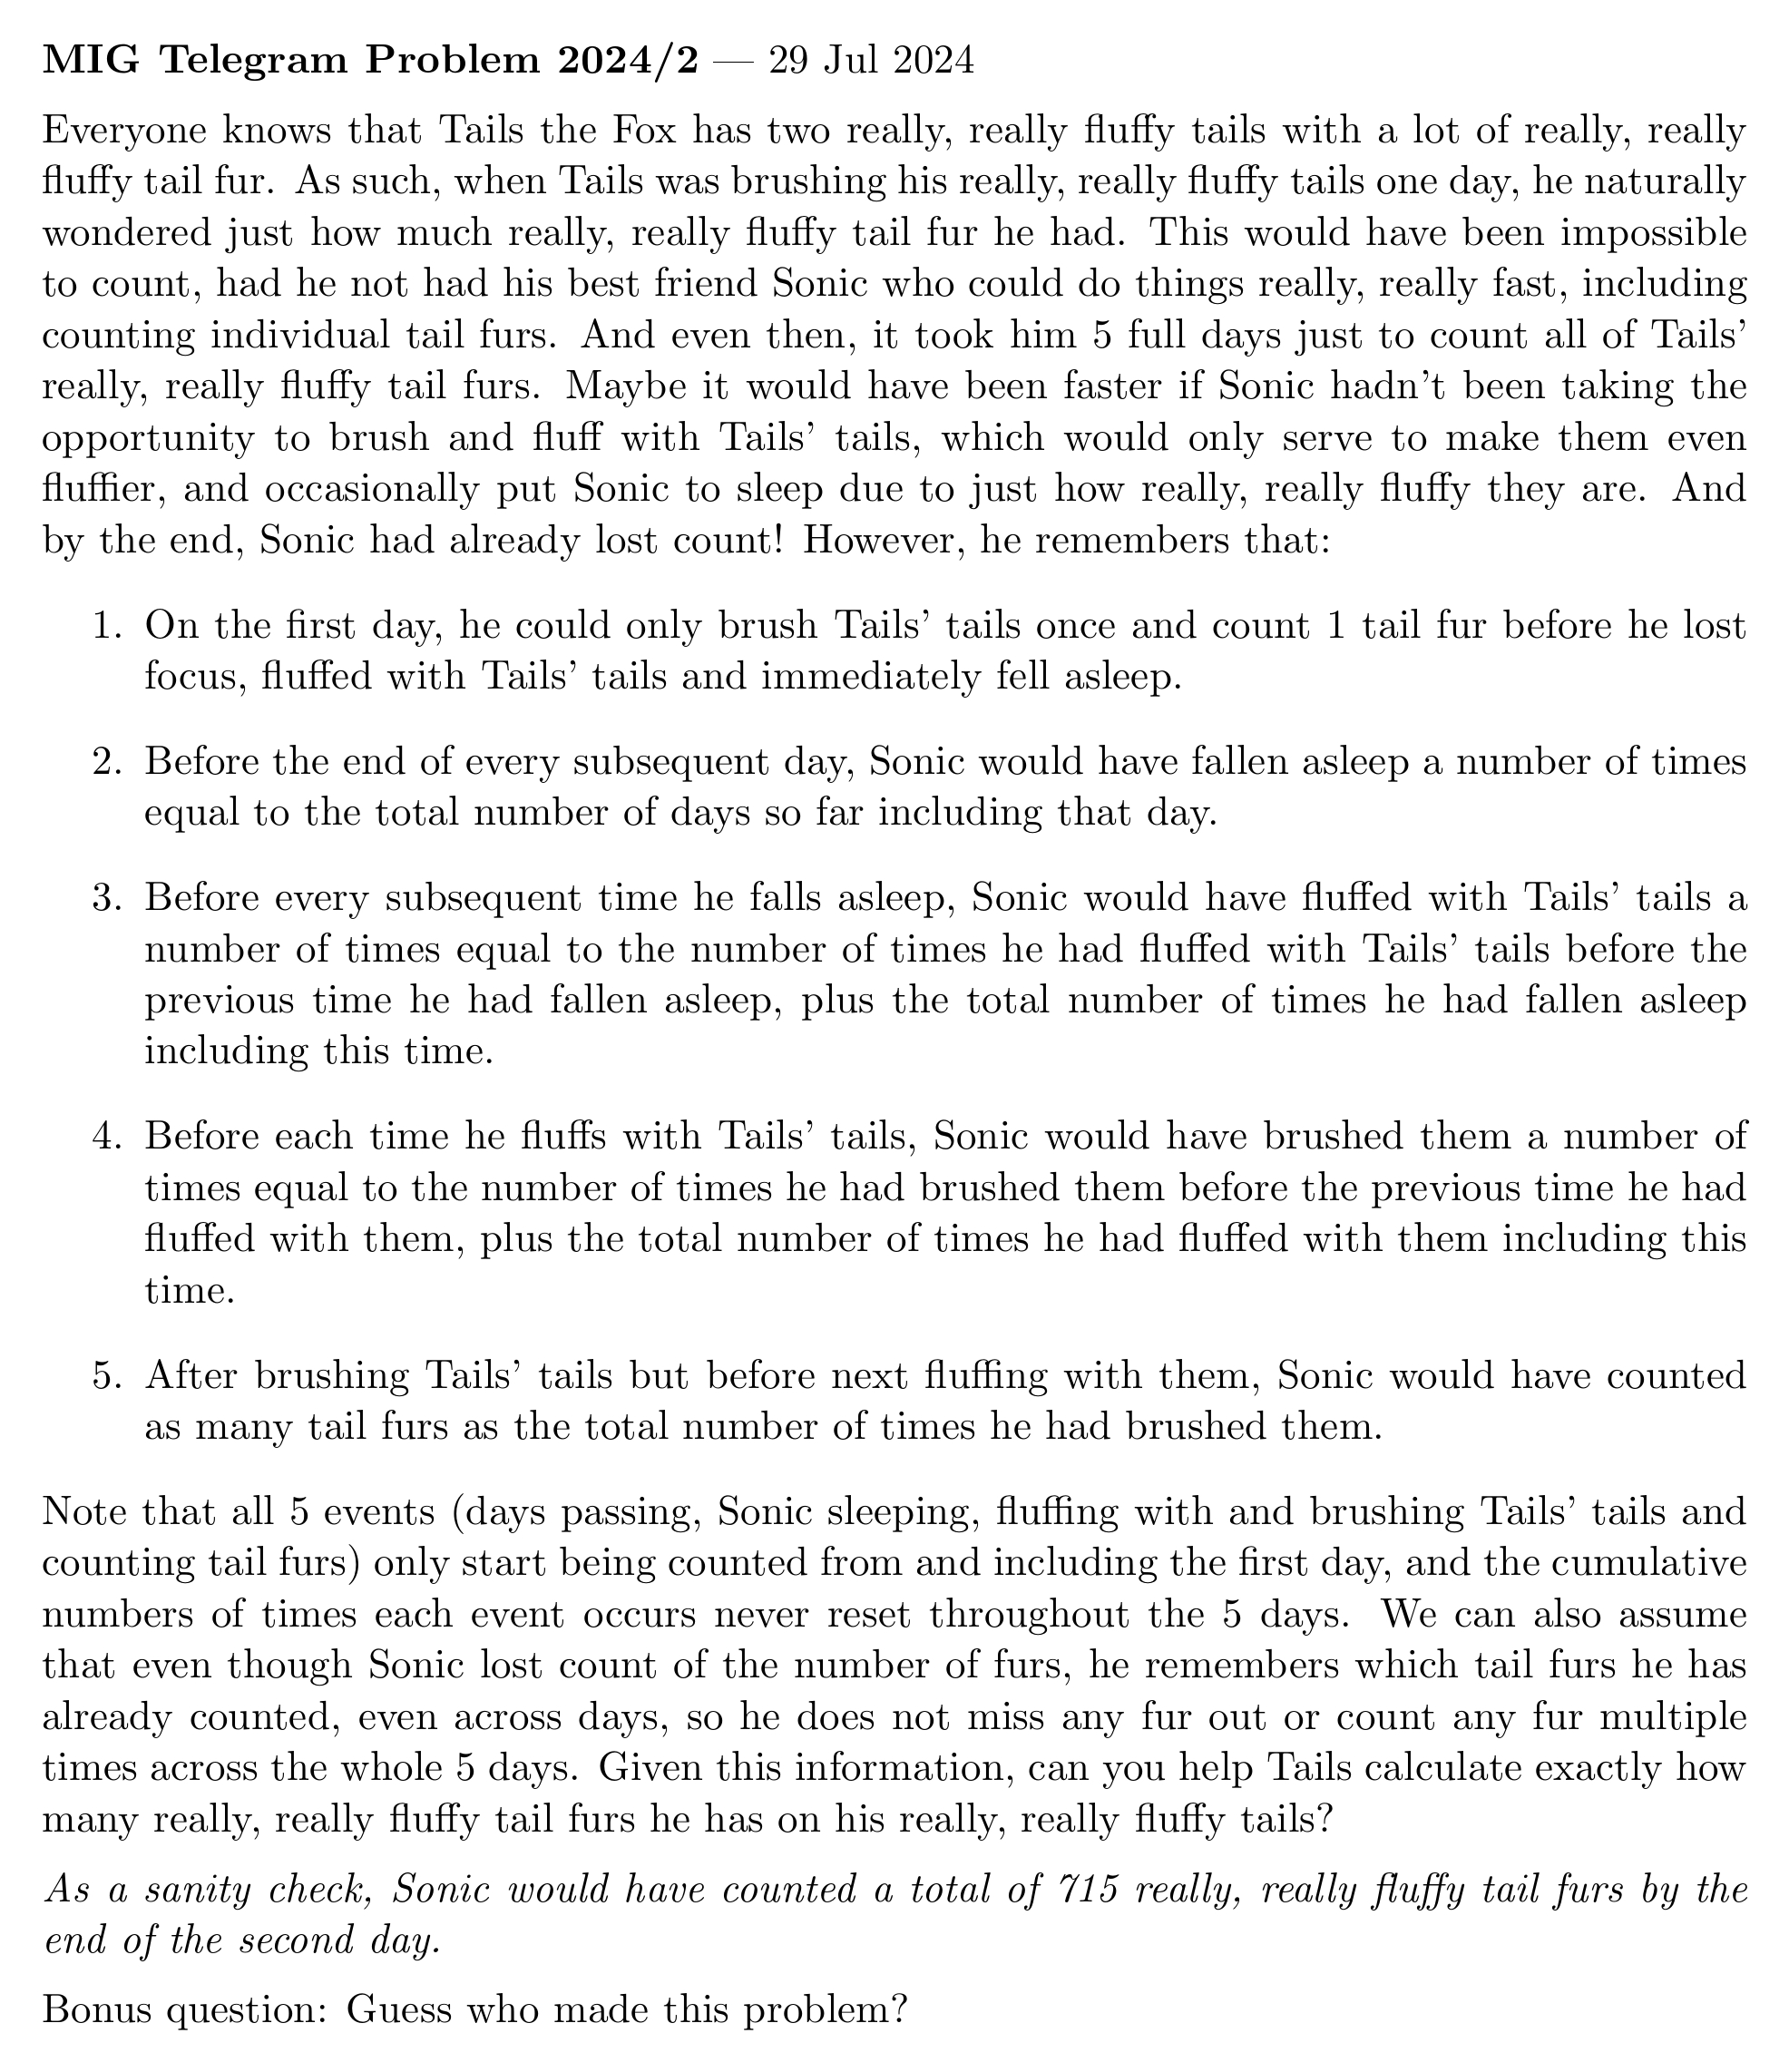 MIG Telegram Problem 2024/2 — 29 Jul 2024
Everyone knows that Tails the Fox has two really, really fluffy tails with a lot of really, really
fluffy tail fur. As such, when Tails was brushing his really, really fluffy tails one day, he naturally
wondered just how much really, really fluffy tail fur he had. This would have been impossible
to count, had he not had his best friend Sonic who could do things really, really fast, including
counting individual tail furs. And even then, it took him 5 full days just to count all of Tails’
really, really fluffy tail furs. Maybe it would have been faster if Sonic hadn’t been taking the
opportunity to brush and fluff with Tails’ tails, which would only serve to make them even
fluffier, and occasionally put Sonic to sleep due to just how really, really fluffy they are. And
by the end, Sonic had already lost count! However, he remembers that:
1. On the first day, he could only brush Tails’ tails once and count 1 tail fur before he lost
focus, fluffed with Tails’ tails and immediately fell asleep.
2. Before the end of every subsequent day, Sonic would have fallen asleep a number of times
equal to the total number of days so far including that day.
3. Before every subsequent time he falls asleep, Sonic would have fluffed with Tails’ tails a
number of times equal to the number of times he had fluffed with Tails’ tails before the
previous time he had fallen asleep, plus the total number of times he had fallen asleep
including this time.
4. Before each time he fluffs with Tails’ tails, Sonic would have brushed them a number of
times equal to the number of times he had brushed them before the previous time he had
fluffed with them, plus the total number of times he had fluffed with them including this
time.
5. After brushing Tails’ tails but before next fluffing with them, Sonic would have counted
as many tail furs as the total number of times he had brushed them.
Note that all 5 events (days passing, Sonic sleeping, fluffing with and brushing Tails’ tails and
counting tail furs) only start being counted from and including the first day, and the cumulative
numbers of times each event occurs never reset throughout the 5 days. We can also assume
that even though Sonic lost count of the number of furs, he remembers which tail furs he has
already counted, even across days, so he does not miss any fur out or count any fur multiple
times across the whole 5 days. Given this information, can you help Tails calculate exactly how
many really, really fluffy tail furs he has on his really, really fluffy tails?
As a sanity check, Sonic would have counted a total of 715 really, really fluffy tail furs by the
end of the second day.
Bonus question: Guess who made this problem?